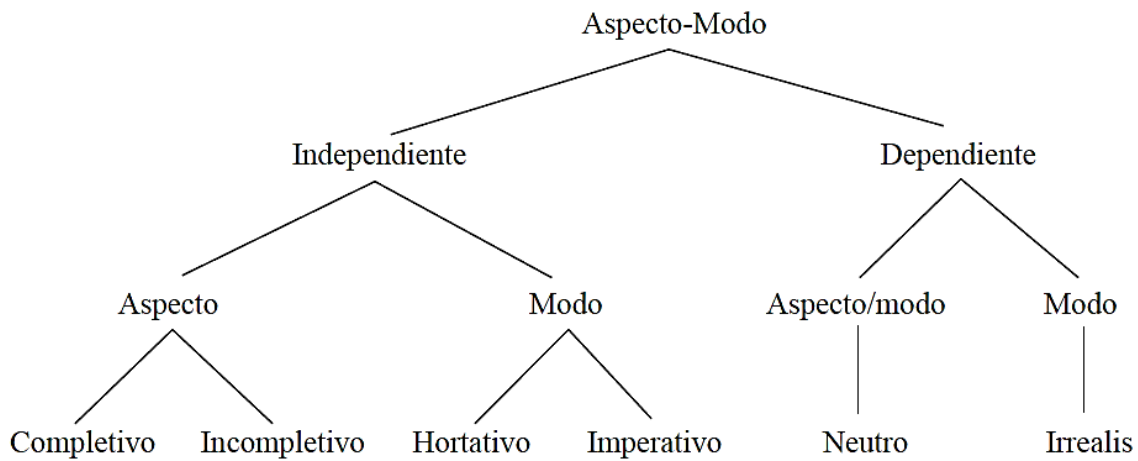 Aspecto-Modo
Independiente Dependiente
Aspecto Modo Aspecto/modo Modo
Completivo Incompletivo Hortativo Imperativo Neutro Irrealis